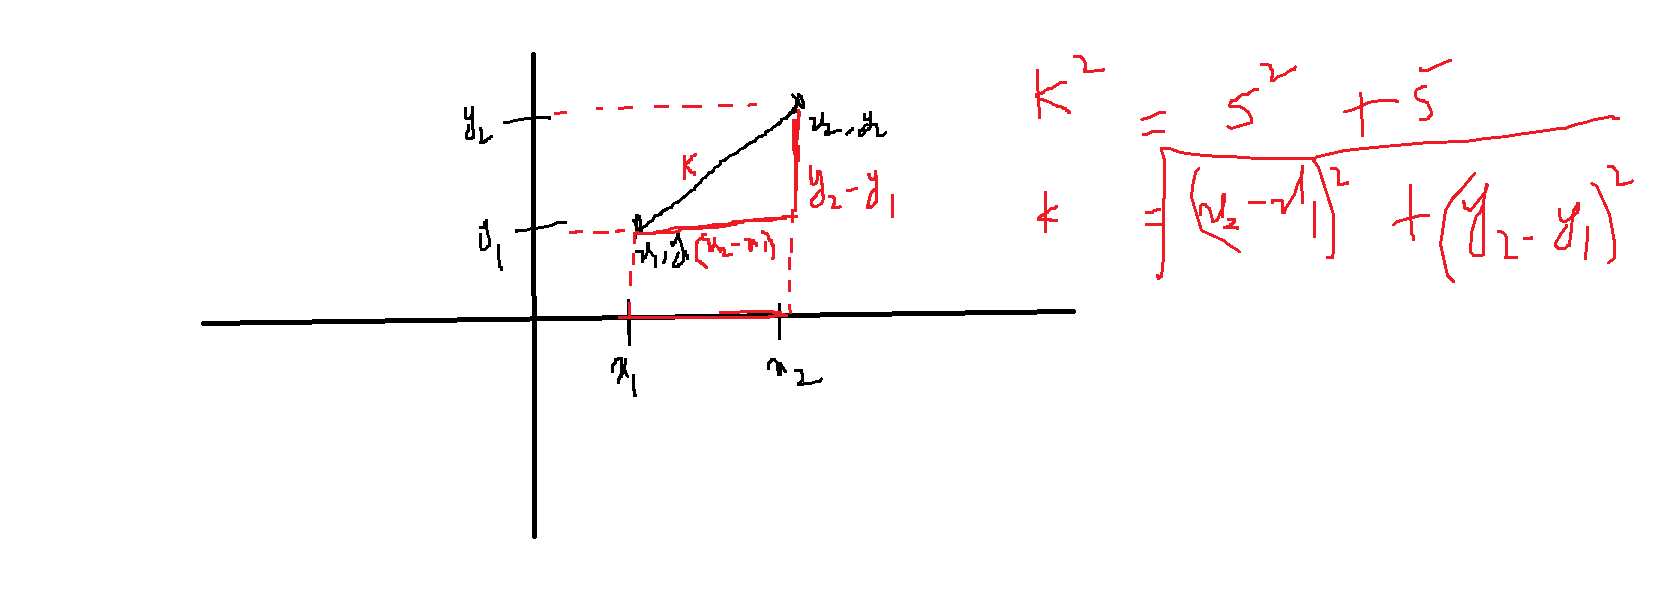 K² = 5² + 5
y₂
x₂, y₂
K
y₂ - y₁
k = √(x₂ - x₁)² + (y₂ - y₁)²
y₁
x₁, y₁ (x₂ - x₁)
x₁ x₂